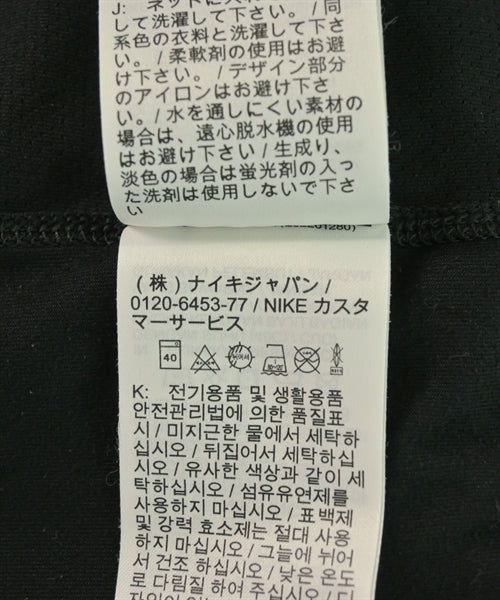 J: ネットに入れ
して洗濯して下さい。/ 同
系色の衣料と洗濯して下さ
い。/ 柔軟剤の使用はお避
け下さい。/ デザイン部分
のアイロンはお避け下さ
い。/ 水を通しにくい素材の
場合は、遠心脱水機の使用
はお避け下さい / 生成り、
淡色の場合は蛍光剤の入っ
た洗剤は使用しないで下さ
い
(株) ナイキジャパン /
0120-6453-77 / NIKE カスタ
マーサービス
40
K: 전기용품 및 생활용품
안전관리법에 의한 품질표
시 / 미지근한 물에서 세탁하
십시오 / 뒤집어서 세탁하십
시오 / 유사한 색상과 같이 세
탁하십시오 / 섬유유연제를
사용하지 마십시오 / 표백제
및 강력 효소제는 절대 사용
하지 마십시오 / 그늘에 뉘어
서 건조 하십시오 / 낮은 온도
로 다림질 하여 주십시오 / 디